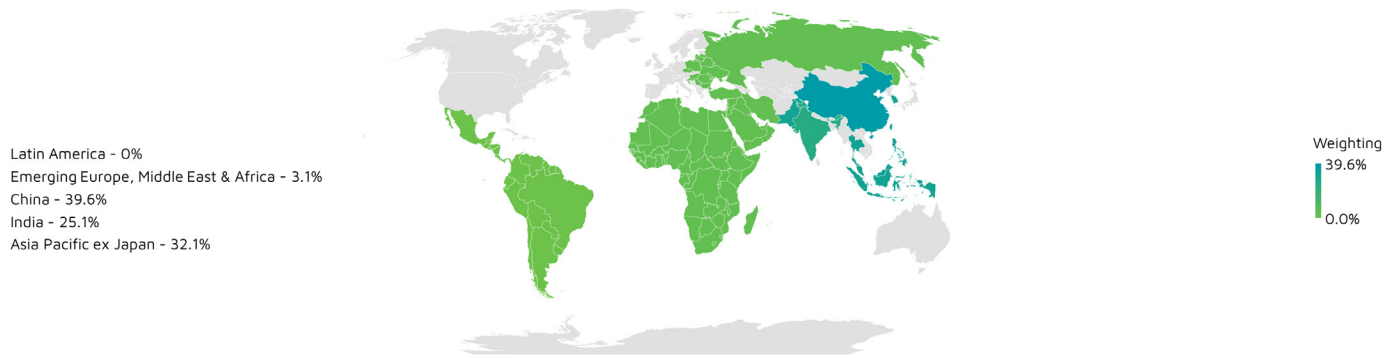 Latin America - 0%
Emerging Europe, Middle East & Africa - 3.1%
China - 39.6%
India - 25.1%
Asia Pacific ex Japan - 32.1%
Weighting
39.6%
0.0%